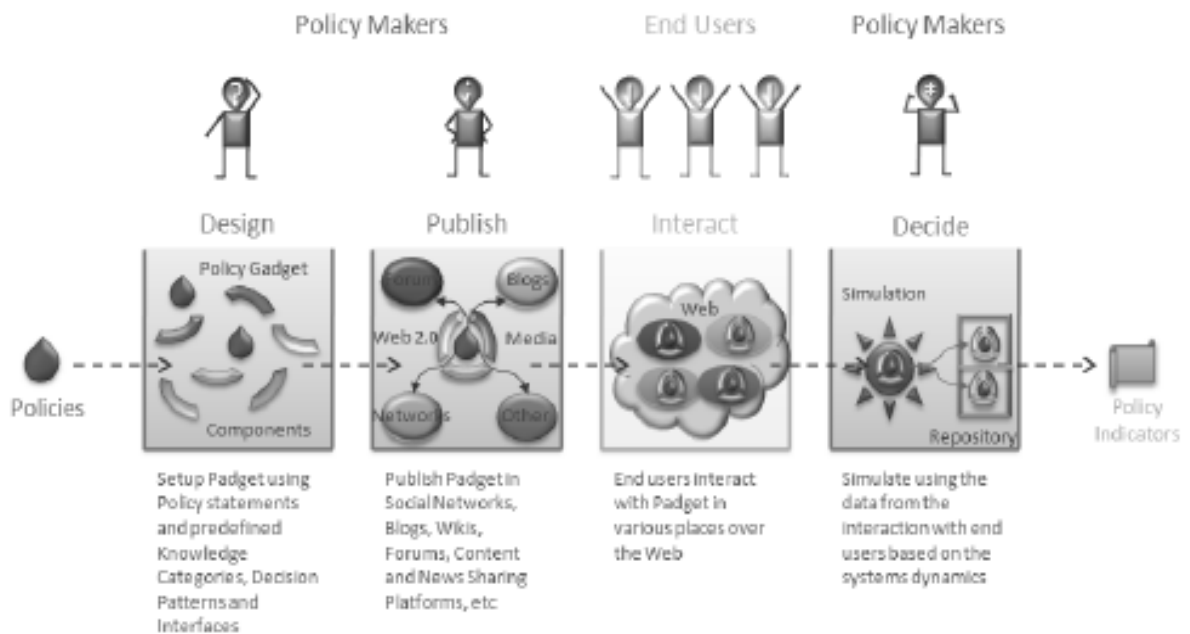 Policy Makers
End Users
Policy Makers
Design
Publish
Interact
Decide
Policy Gadget
Components
Forum
Blogs
Web 2.0
Media
Networks
Other
Web
Simulation
Repository
Policies
Policy
Indicators
Setup Padget using
Policy statements
and predefined
Knowledge
Categories, Decision
Patterns and
Interfaces
Publish Padget in
Social Networks,
Blogs, Wikis,
Forums, Content
and News Sharing
Platforms, etc
End users interact
with Padget in
various places over
the Web
Simulate using the
data from the
interaction with end
users based on the
systems dynamics